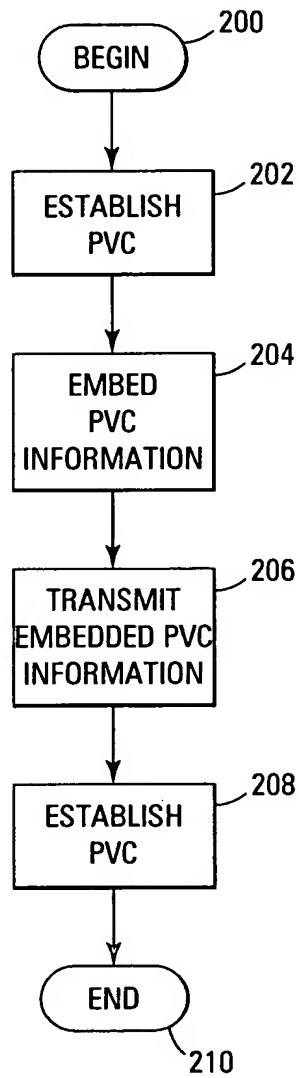 200
BEGIN
202
ESTABLISH
PVC
204
EMBED
PVC
INFORMATION
206
TRANSMIT
EMBEDDED PVC
INFORMATION
208
ESTABLISH
PVC
END
210